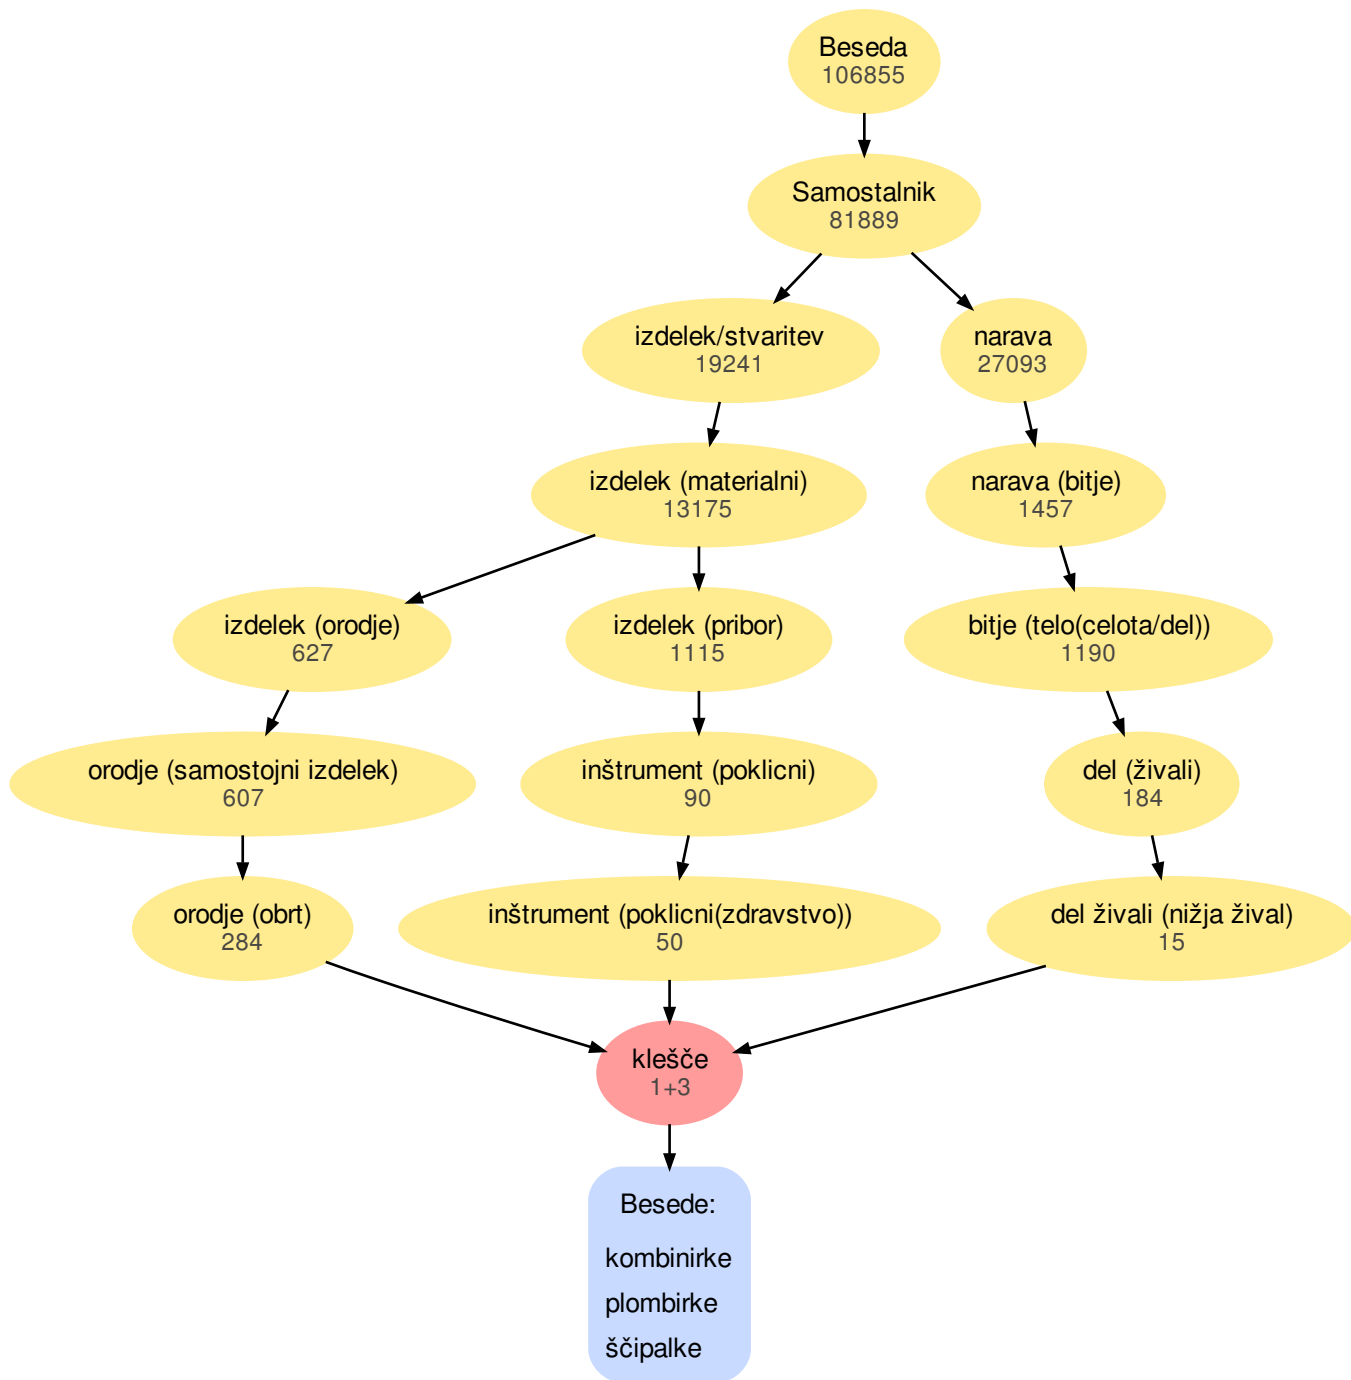 Beseda
106855
Samostalnik
81889
izdelek/stvaritev
19241
narava
27093
izdelek (materialni)
13175
narava (bitje)
1457
izdelek (orodje)
627
izdelek (pribor)
1115
bitje (telo(celota/del))
1190
orodje (samostojni izdelek)
607
inštrument (poklicni)
90
del (živali)
184
orodje (obrt)
284
inštrument (poklicni(zdravstvo))
50
del živali (nižja žival)
15
klešče
1+3
Besede:
kombinirke
plombirke
ščipalke